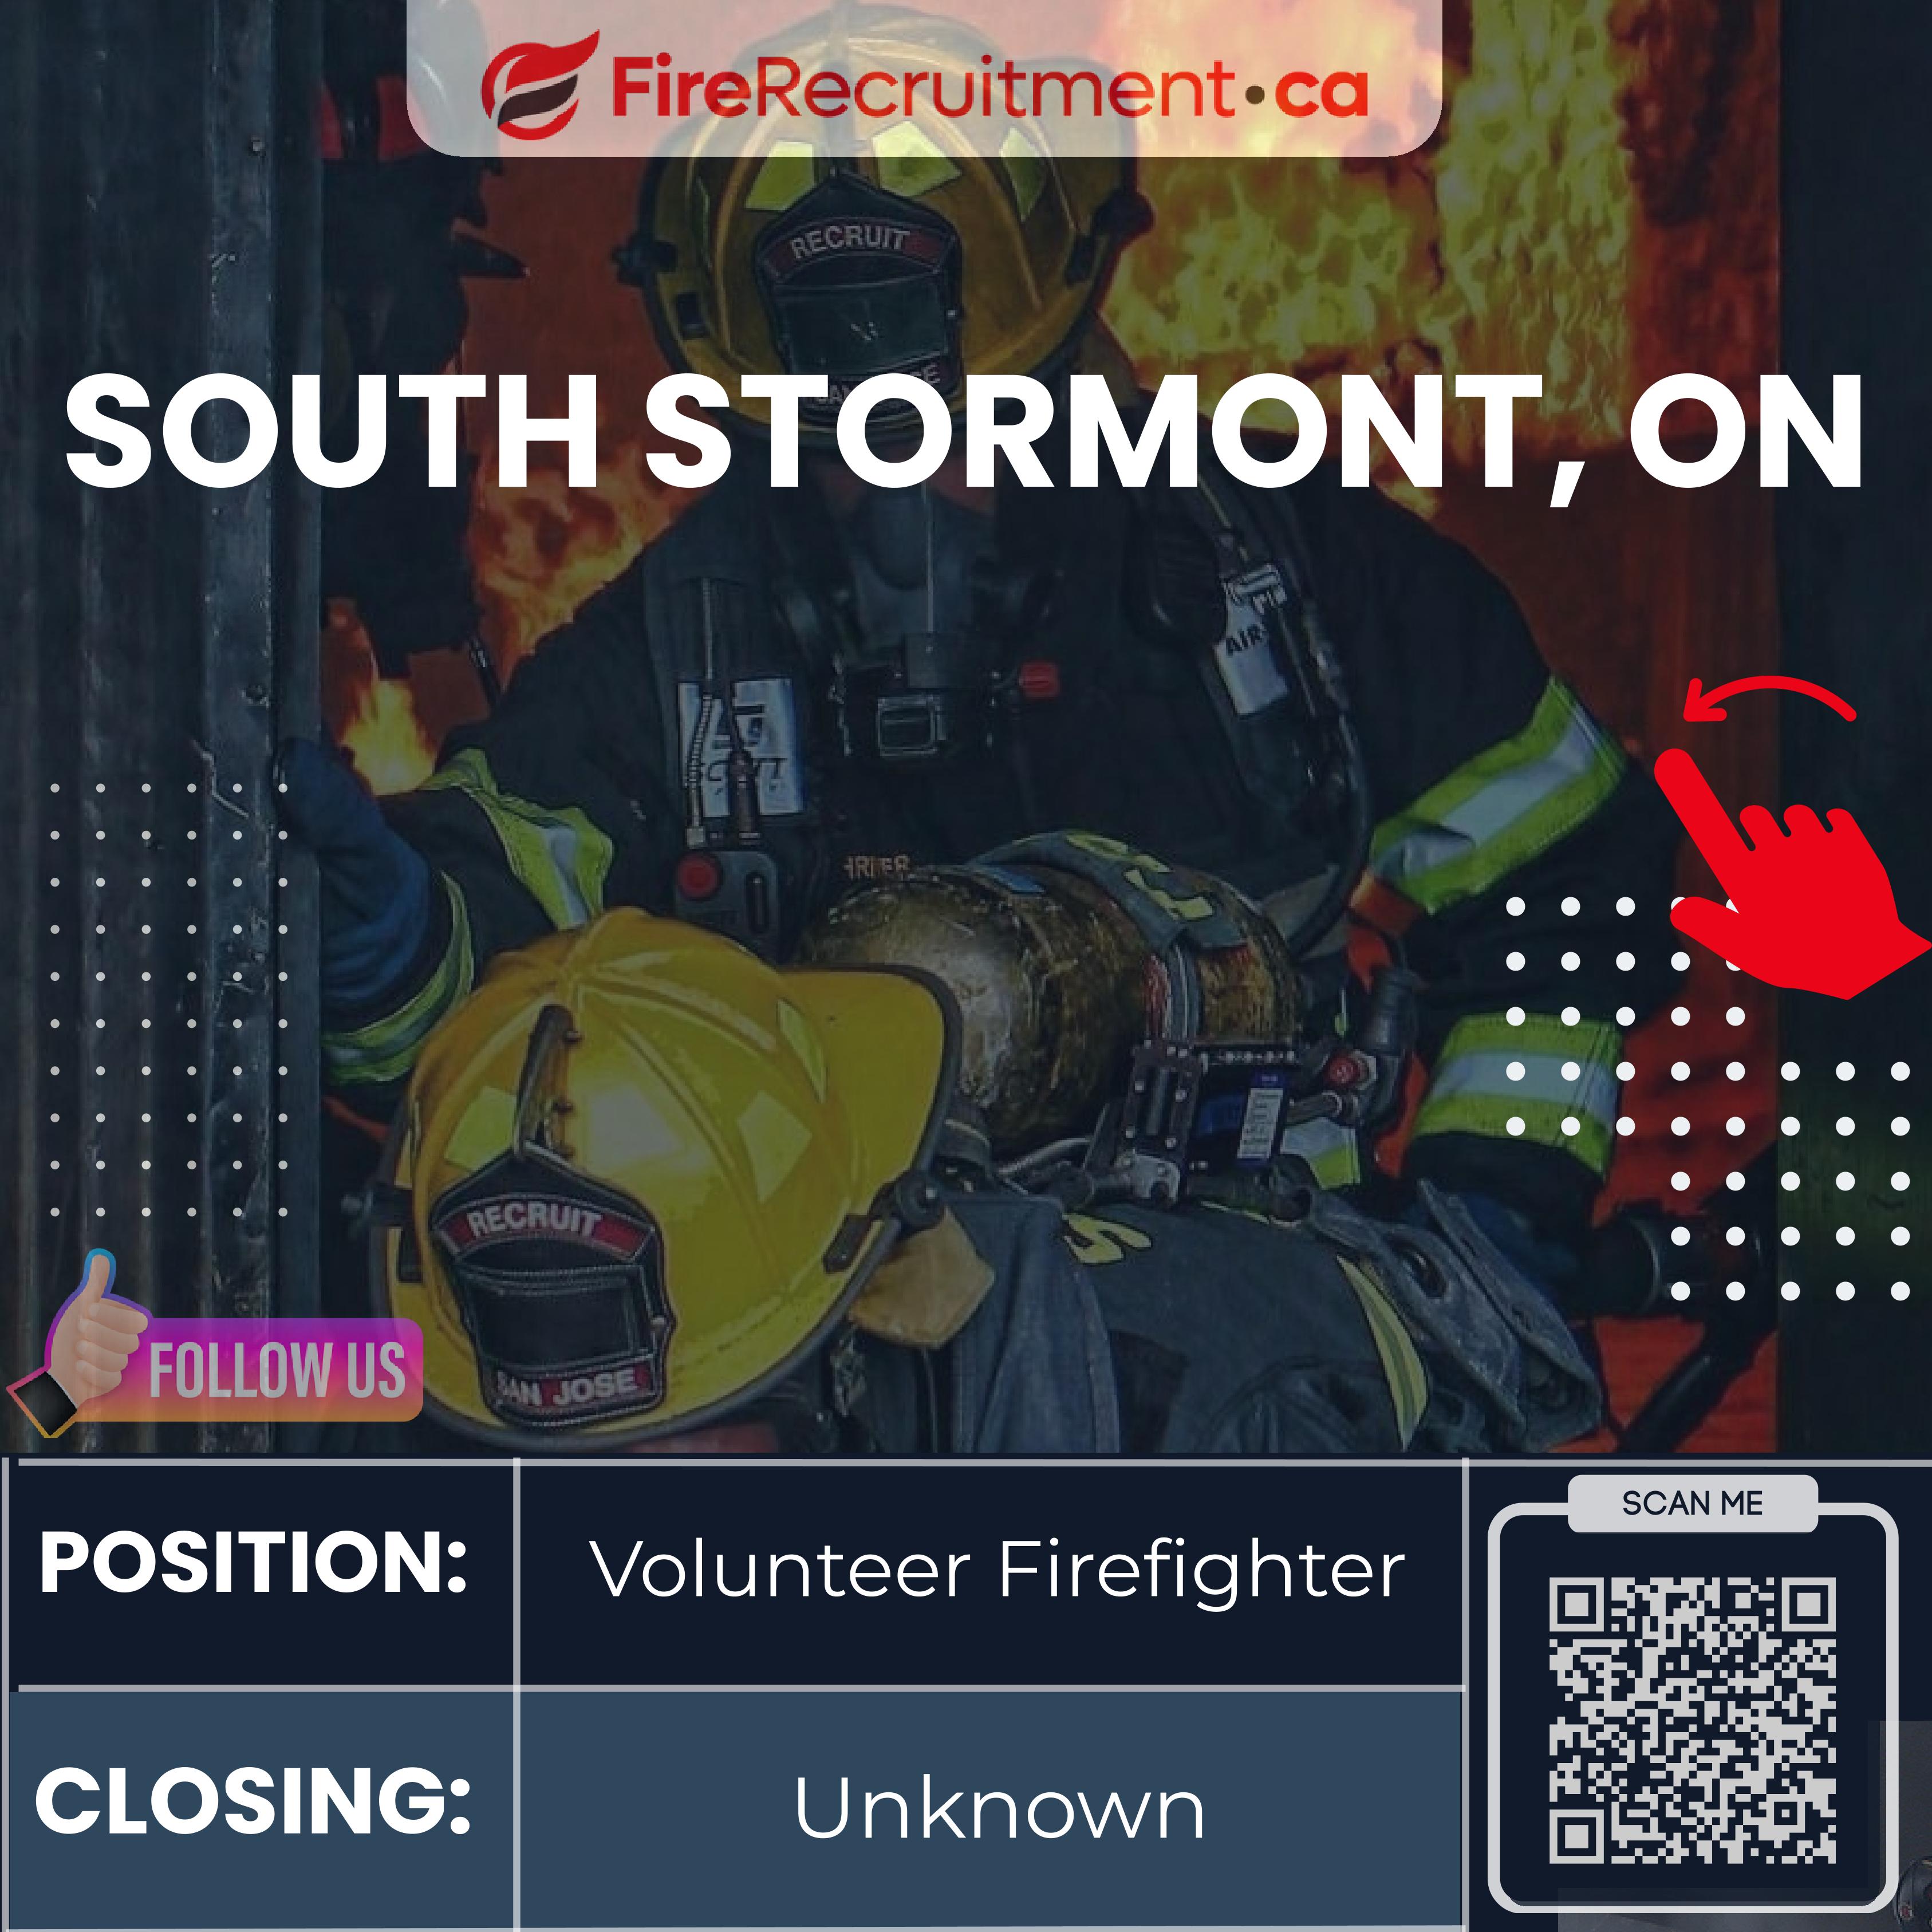 FireRecruitment.ca
RECRUIT
SOUTH STORMONT, ON
AIR
RECRUIT
SAN JOSE
FOLLOW US
POSITION:
Volunteer Firefighter
SCAN ME
CLOSING:
Unknown